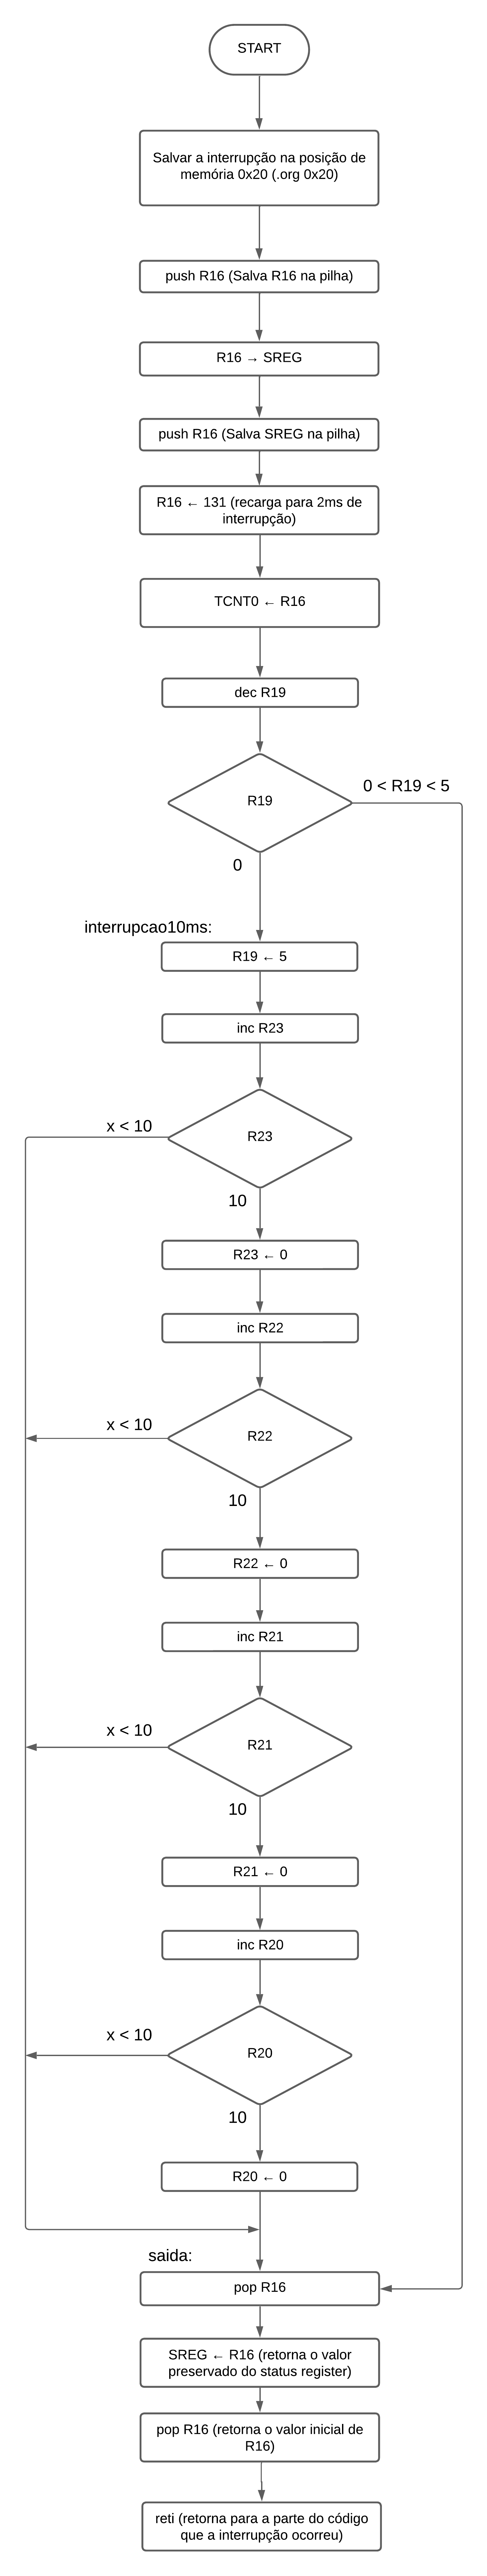 START
Salvar a interrupção na posição de
memória 0x20 (.org 0x20)
push R16 (Salva R16 na pilha)
R16 → SREG
push R16 (Salva SREG na pilha)
R16 ← 131 (recarga para 2ms de
interrupção)
TCNT0 ← R16
dec R19
R19
0 < R19 < 5
0
interrupcao10ms:
R19 ← 5
inc R23
x < 10
R23
10
R23 ← 0
inc R22
x < 10
R22
10
R22 ← 0
inc R21
x < 10
R21
10
R21 ← 0
inc R20
x < 10
R20
10
R20 ← 0
saida:
pop R16
SREG ← R16 (retorna o valor
preservado do status register)
pop R16 (retorna o valor inicial de
R16)
reti (retorna para a parte do código
que a interrupção ocorreu)